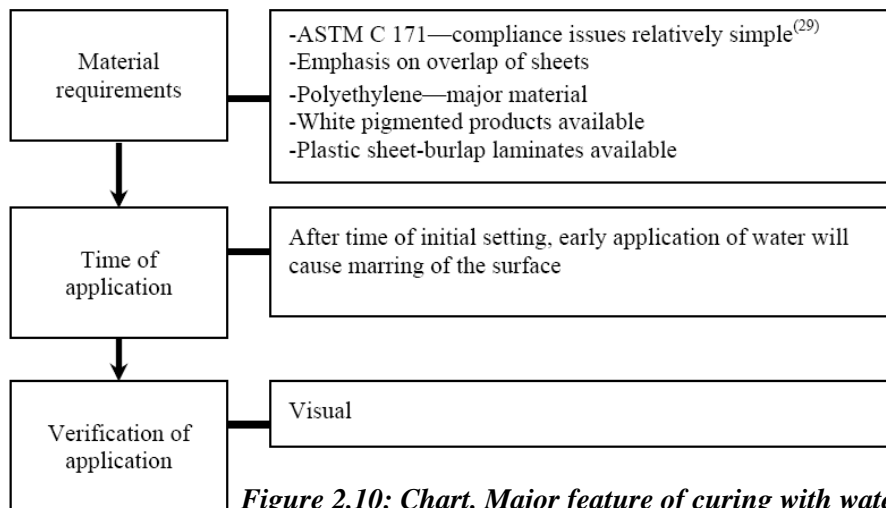 Material
requirements
-ASTM C 171—compliance issues relatively simple(29)
-Emphasis on overlap of sheets
-Polyethylene—major material
-White pigmented products available
-Plastic sheet-burlap laminates available
Time of
application
After time of initial setting, early application of water will
cause marring of the surface
Verification of
application
Visual
Figure 2.10: Chart. Major feature of curing with